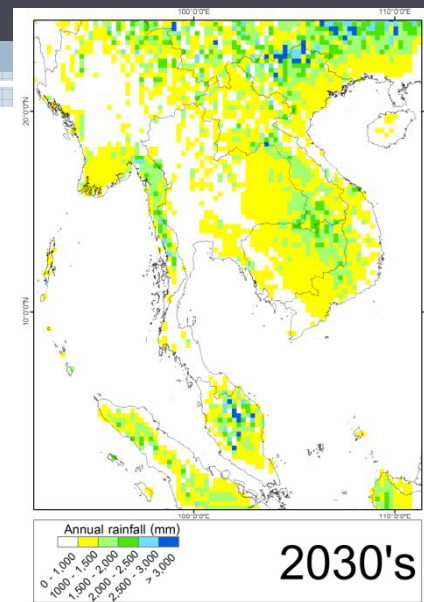 100°0'0"E 110°0'0"E
20°0'0"N
10°0'0"N
100°0'0"E 110°0'0"E
Annual rainfall (mm)
0 - 1,000
1000 - 1,500
1,500 - 2,000
2,000 - 2,500
2,500 - 3,000
> 3,000
2030's